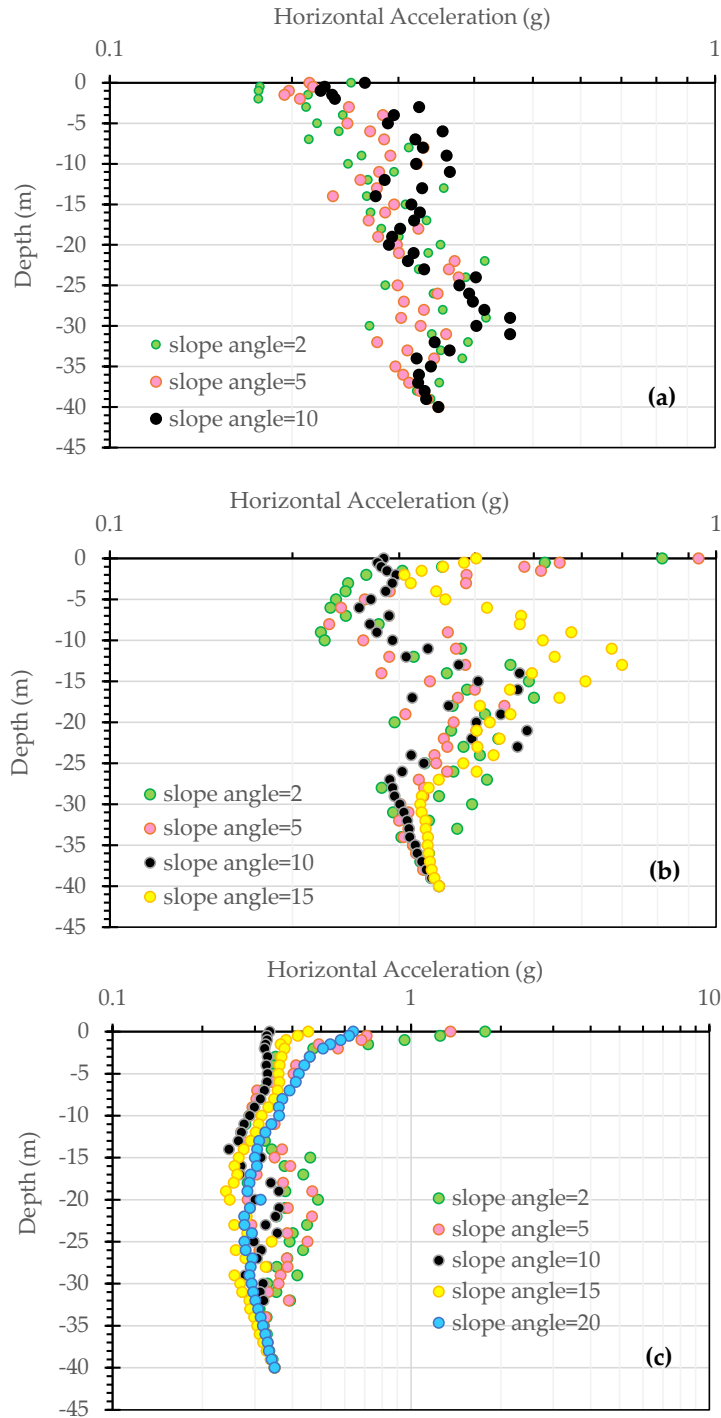 Horizontal Acceleration (g)
0.1 1
0
-5
-10
-15
-20
-25
-30
-35
-40
-45
Depth (m)
slope angle=2
slope angle=5
slope angle=10
(a)
Horizontal Acceleration (g)
0.1 1
0
-5
-10
-15
-20
-25
-30
-35
-40
-45
Depth (m)
slope angle=2
slope angle=5
slope angle=10
slope angle=15
(b)
Horizontal Acceleration (g)
0.1 1 10
0
-5
-10
-15
-20
-25
-30
-35
-40
-45
Depth (m)
slope angle=2
slope angle=5
slope angle=10
slope angle=15
slope angle=20
(c)